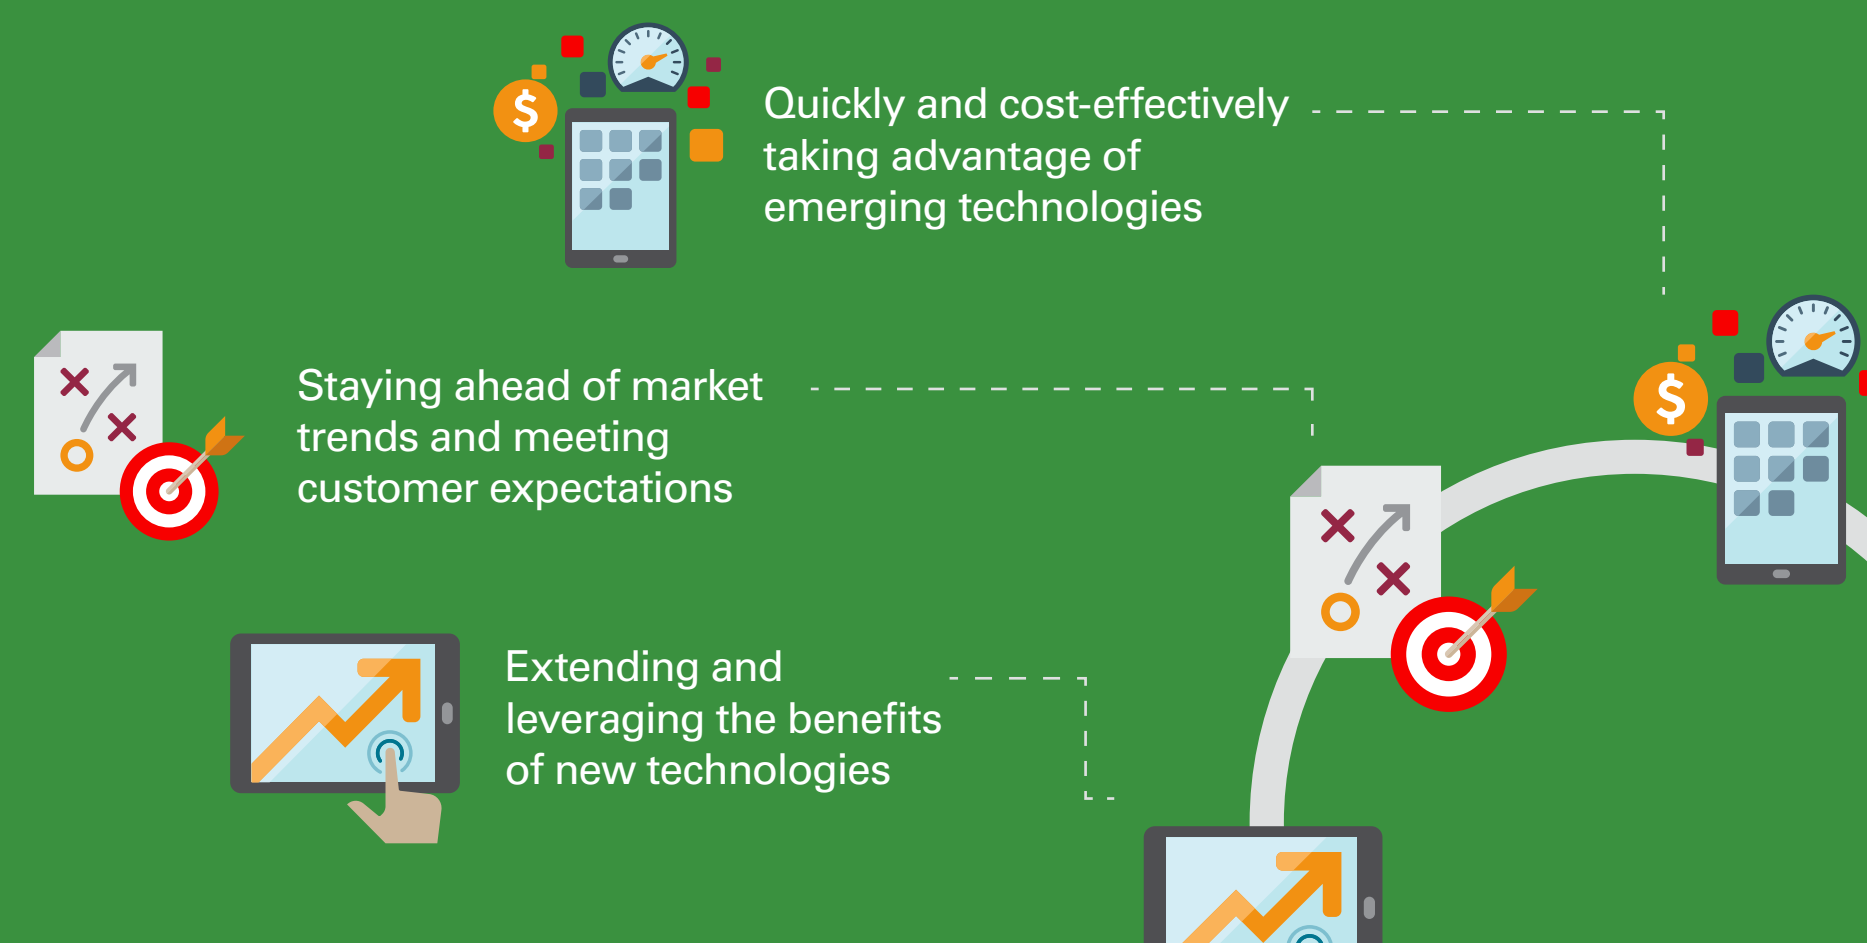 Quickly and cost-effectively
taking advantage of
emerging technologies
Staying ahead of market
trends and meeting
customer expectations
Extending and
leveraging the benefits
of new technologies